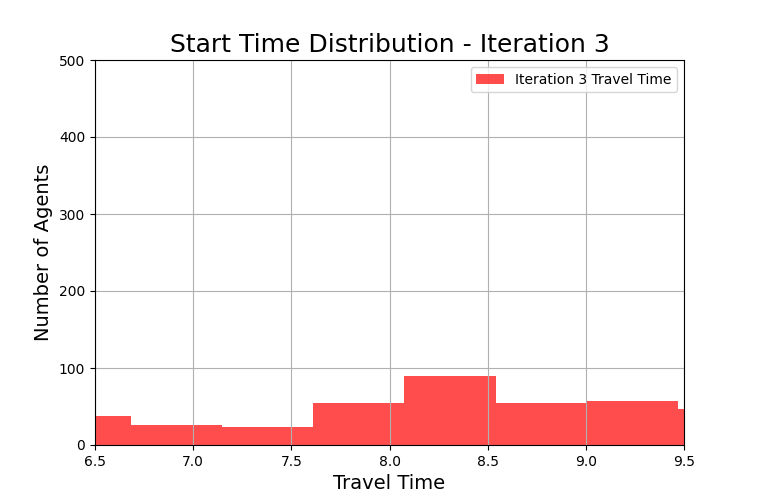 Start Time Distribution - Iteration 3
Iteration 3 Travel Time
500
400
300
200
100
0
Number of Agents
6.5 7.0 7.5 8.0 8.5 9.0 9.5
Travel Time